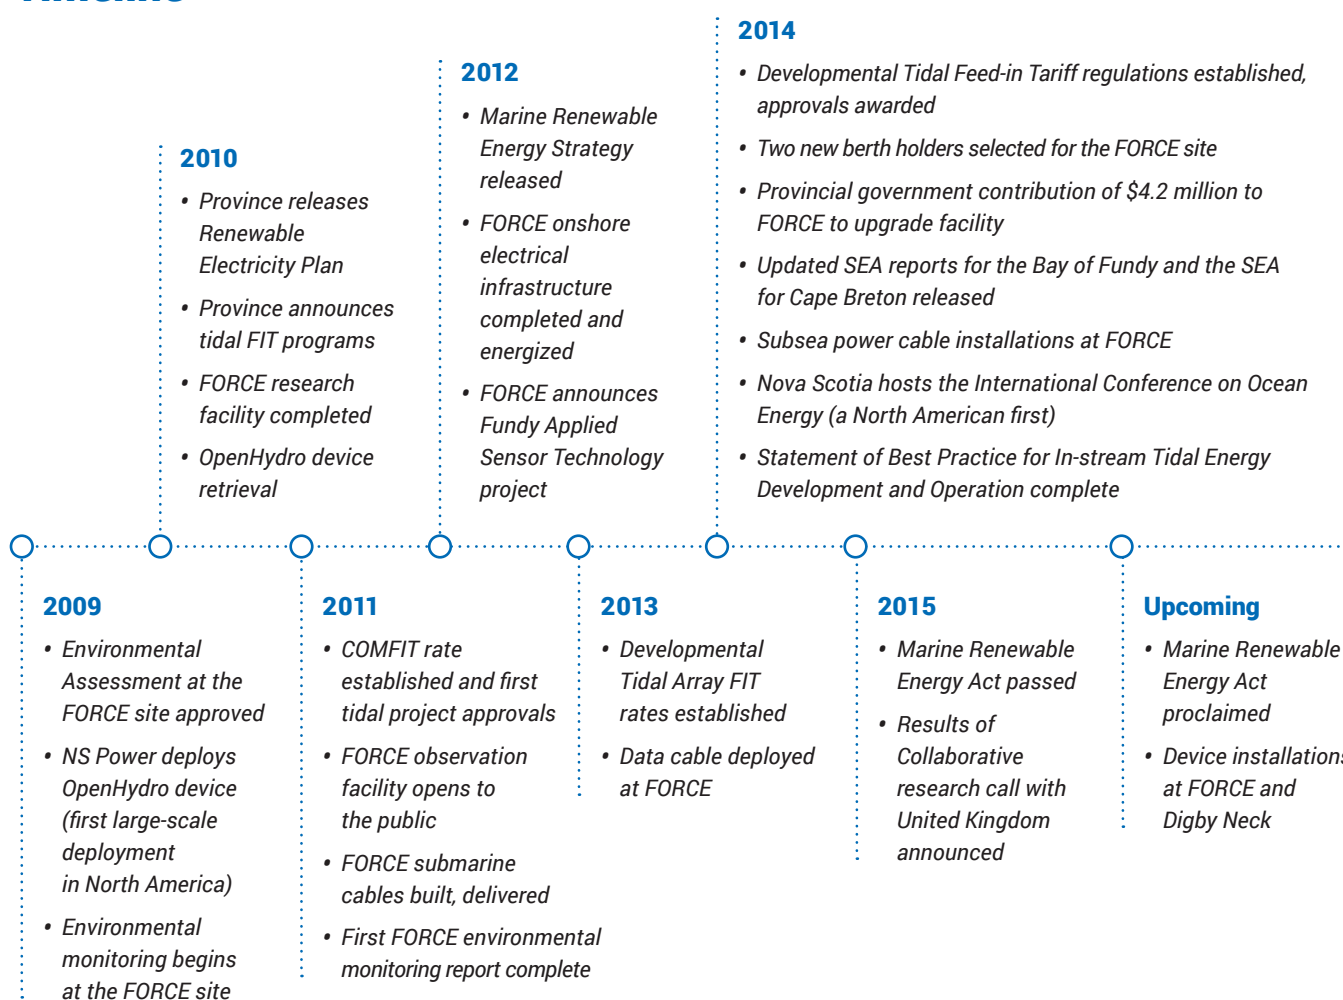 2014
• Developmental Tidal Feed-in Tariff regulations established,
approvals awarded
• Two new berth holders selected for the FORCE site
• Provincial government contribution of $4.2 million to
FORCE to upgrade facility
• Updated SEA reports for the Bay of Fundy and the SEA
for Cape Breton released
• Subsea power cable installations at FORCE
• Nova Scotia hosts the International Conference on Ocean
Energy (a North American first)
• Statement of Best Practice for In-stream Tidal Energy
Development and Operation complete
2012
• Marine Renewable
Energy Strategy
released
• FORCE onshore
electrical
infrastructure
completed and
energized
• FORCE announces
Fundy Applied
Sensor Technology
project
2010
• Province releases
Renewable
Electricity Plan
• Province announces
tidal FIT programs
• FORCE research
facility completed
• OpenHydro device
retrieval
2009
• Environmental
Assessment at the
FORCE site approved
• NS Power deploys
OpenHydro device
(first large-scale
deployment
in North America)
• Environmental
monitoring begins
at the FORCE site
2011
• COMFIT rate
established and first
tidal project approvals
• FORCE observation
facility opens to
the public
• FORCE submarine
cables built, delivered
• First FORCE environmental
monitoring report complete
2013
• Developmental
Tidal Array FIT
rates established
• Data cable deployed
at FORCE
2015
• Marine Renewable
Energy Act passed
• Results of
Collaborative
research call with
United Kingdom
announced
Upcoming
• Marine Renewable
Energy Act
proclaimed
• Device installations
at FORCE and
Digby Neck